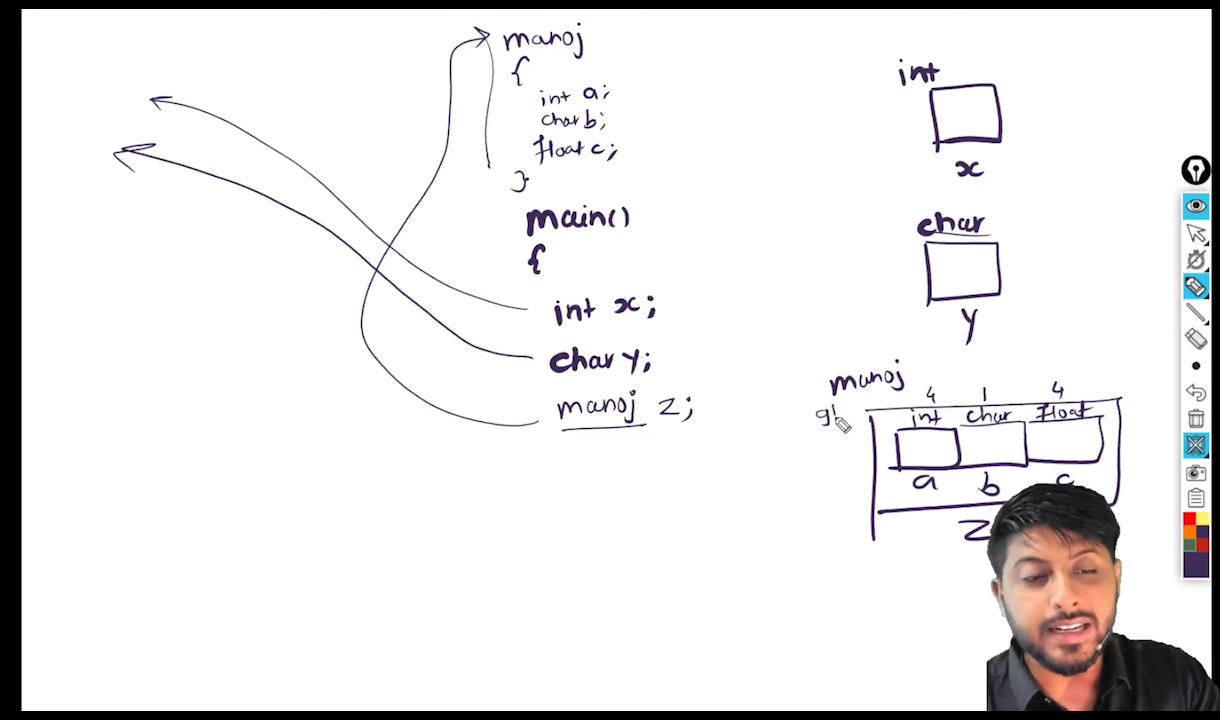 manoj
{
int a;
char b;
float c;
}
main()
{
int x;
char y;
manoj z;
int
x
char
y
manoj
4 1 4
int char float
a b c
z